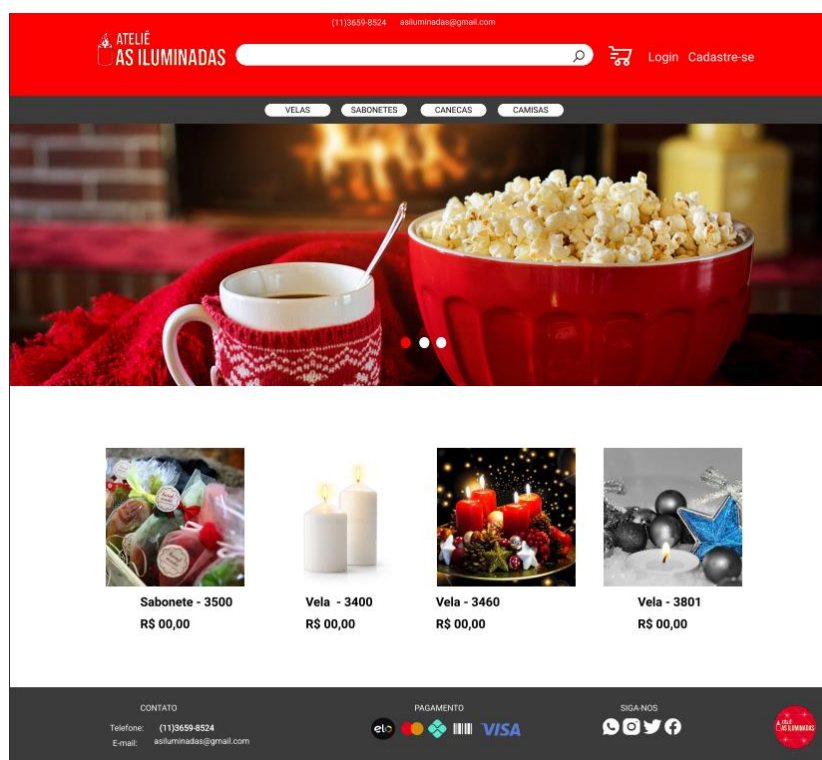 (11)3659-8524 asiluminadas@gmail.com
ATELIÊ
AS ILUMINADAS
Login Cadastre-se
VELAS SABONETES CANECAS CAMISAS
Sabonete - 3500 Vela - 3400 Vela - 3460 Vela - 3801
R$ 00,00 R$ 00,00 R$ 00,00 R$ 00,00
CONTATO PAGAMENTO SIGA-NOS
Telefone: (11)3659-8524
E-mail: asiluminadas@gmail.com
elo VISA
ATELIÊ
AS ILUMINADAS